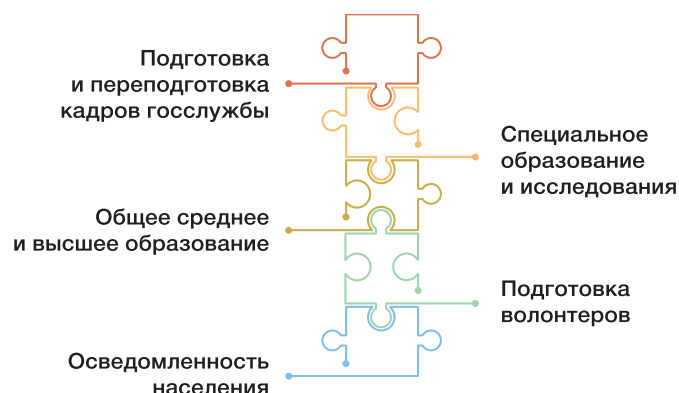 Подготовка
и переподготовка
кадров госслужбы
Специальное
образование
и исследования
Общее среднее
и высшее образование
Подготовка
волонтеров
Осведомленность
населения